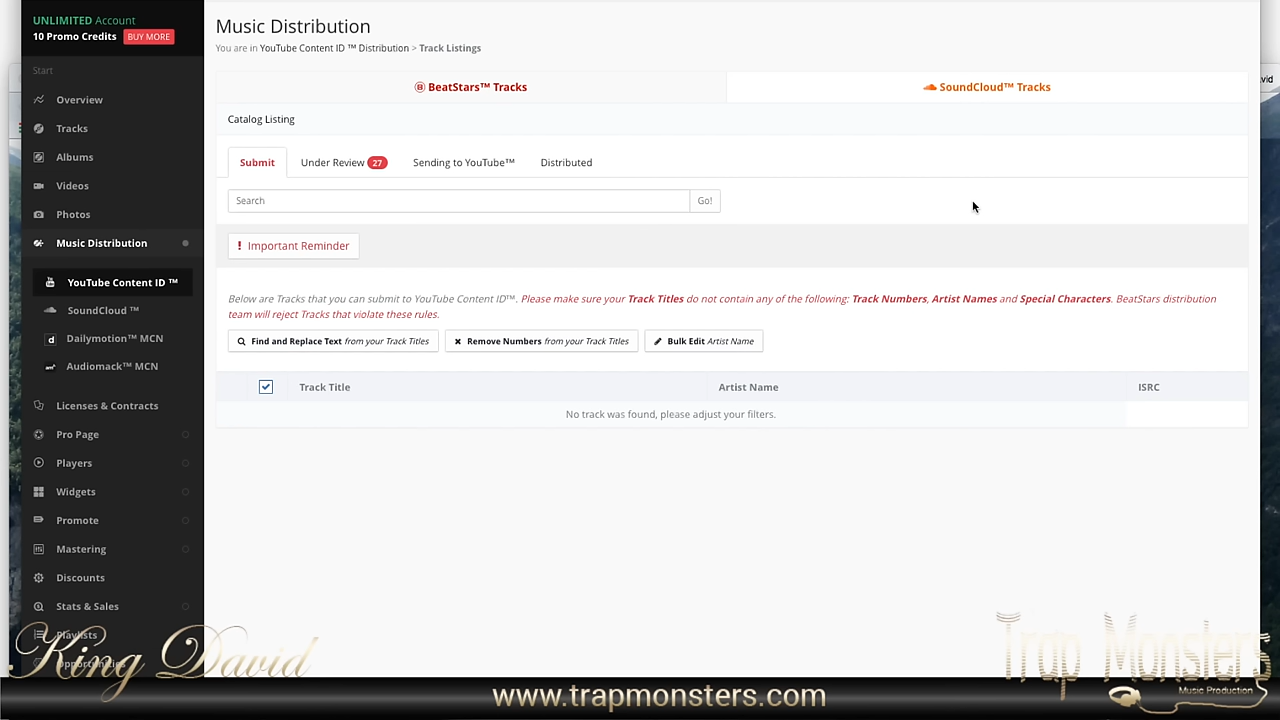 UNLIMITED Account
10 Promo Credits BUY MORE
Start
Overview
Tracks
Albums
Videos
Photos
Music Distribution
YouTube Content ID ™
SoundCloud ™
Dailymotion™ MCN
Audiomack™ MCN
Licenses & Contracts
Pro Page
Players
Widgets
Promote
Mastering
Discounts
Stats & Sales
Playlists
Opportunities
Music Distribution
You are in YouTube Content ID ™ Distribution > Track Listings
BeatStars™ Tracks
SoundCloud™ Tracks
Catalog Listing
Submit Under Review 27 Sending to YouTube™ Distributed
Search Go!
! Important Reminder
Below are Tracks that you can submit to YouTube Content ID™. Please make sure your Track Titles do not contain any of the following: Track Numbers, Artist Names and Special Characters. BeatStars distribution
team will reject Tracks that violate these rules.
Find and Replace Text from your Track Titles Remove Numbers from your Track Titles Bulk Edit Artist Name
Track Title Artist Name ISRC
No track was found, please adjust your filters.
vid
King David
Trap Monsters
Music Production
www.trapmonsters.com